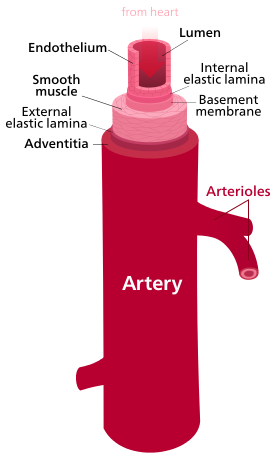 from heart
Lumen
Endothelium
Internal
elastic lamina
Smooth
muscle
Basement
membrane
External
elastic lamina
Adventitia
Arterioles
Artery